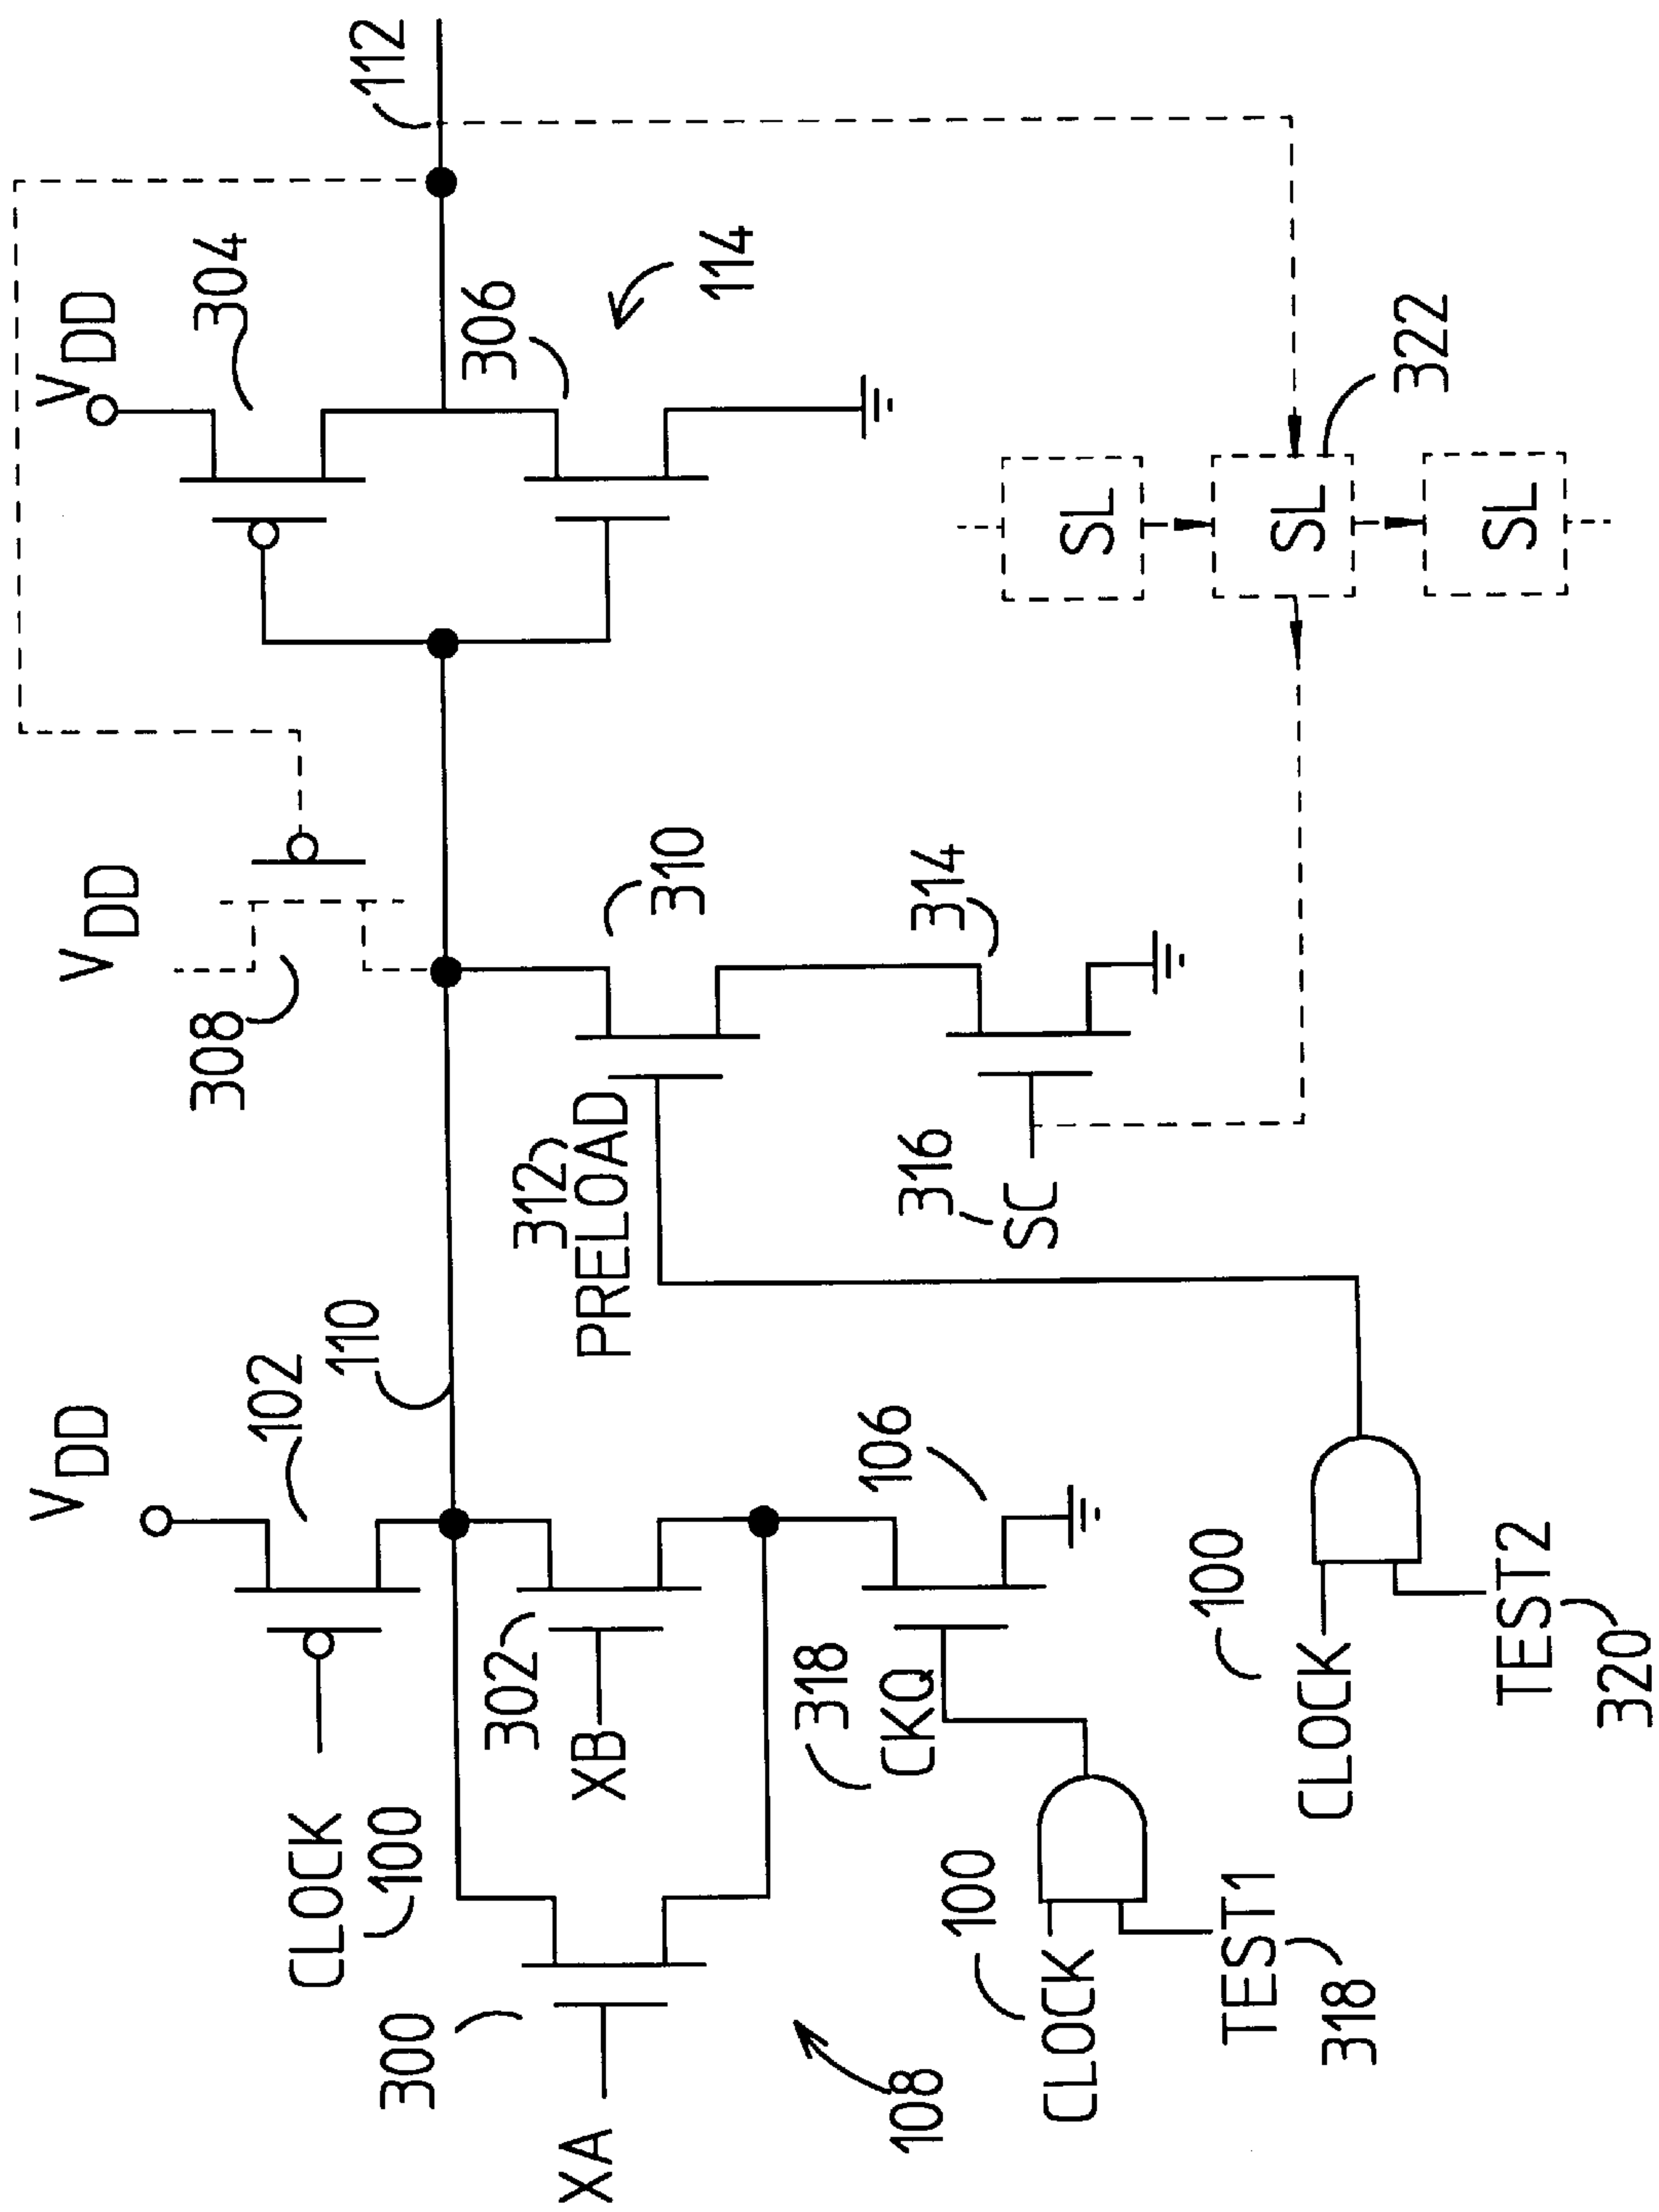 VDD
VDD
VDD
304
112
102
308
110
306
114
CLOCK
100
302
XB
300
XA
312
PRELOAD
310
314
316
SC
318
CKQ
106
108
SL
SL
SL
322
100
CLOCK
TEST1
318
100
CLOCK
TEST2
320